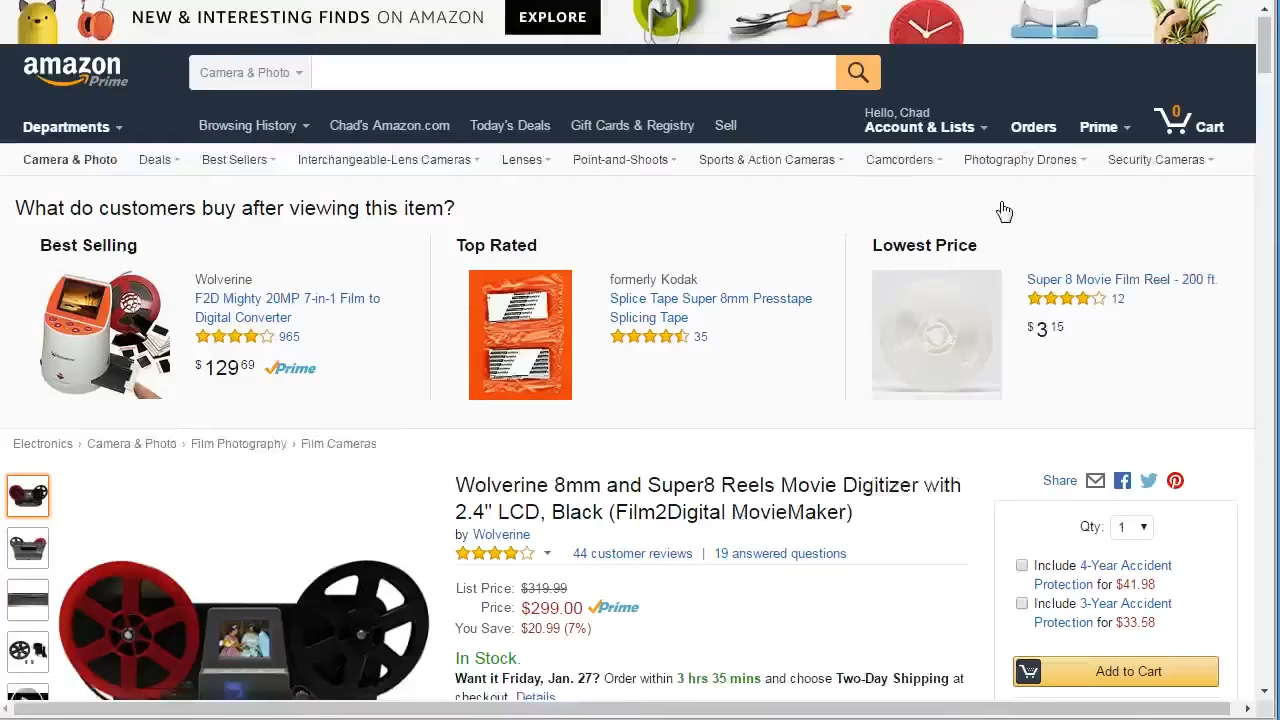 NEW & INTERESTING FINDS ON AMAZON EXPLORE
amazon Prime
Camera & Photo
Hello, Chad
Departments Browsing History Chad's Amazon.com Today's Deals Gift Cards & Registry Sell Account & Lists Orders Prime 0 Cart
Camera & Photo Deals Best Sellers Interchangeable-Lens Cameras Lenses Point-and-Shoots Sports & Action Cameras Camcorders Photography Drones Security Cameras
What do customers buy after viewing this item?
Best Selling
Wolverine
F2D Mighty 20MP 7-in-1 Film to
Digital Converter
965
$129 69 Prime
Top Rated
formerly Kodak
Splice Tape Super 8mm Presstape
Splicing Tape
35
Lowest Price
Super 8 Movie Film Reel - 200 ft.
12
$3 15
Electronics › Camera & Photo › Film Photography › Film Cameras
Wolverine 8mm and Super8 Reels Movie Digitizer with
2.4" LCD, Black (Film2Digital MovieMaker)
by Wolverine
44 customer reviews | 19 answered questions
List Price: $319.99
Price: $299.00 Prime
You Save: $20.99 (7%)
In Stock.
Want it Friday, Jan. 27? Order within 3 hrs 35 mins and choose Two-Day Shipping at
checkout. Details
Share
Qty: 1
Include 4-Year Accident
Protection for $41.98
Include 3-Year Accident
Protection for $33.58
Add to Cart